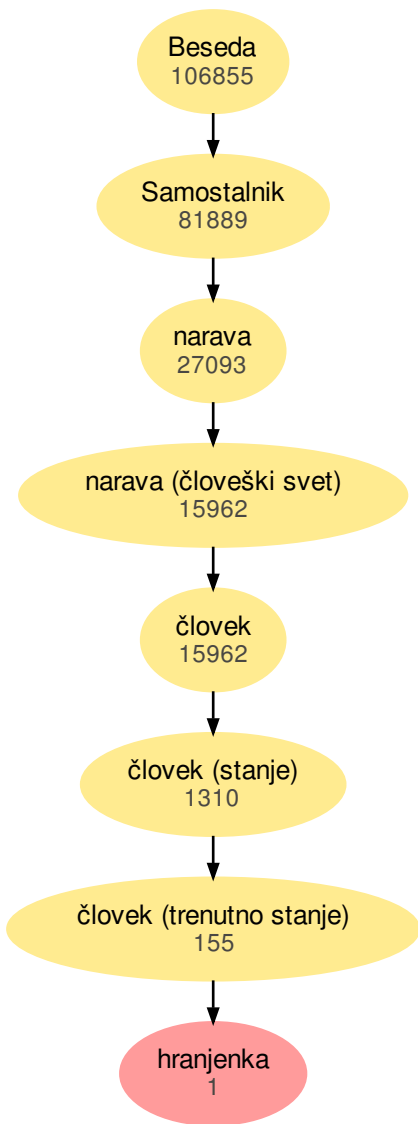 Beseda
106855
Samostalnik
81889
narava
27093
narava (človeški svet)
15962
človek
15962
človek (stanje)
1310
človek (trenutno stanje)
155
hranjenka
1